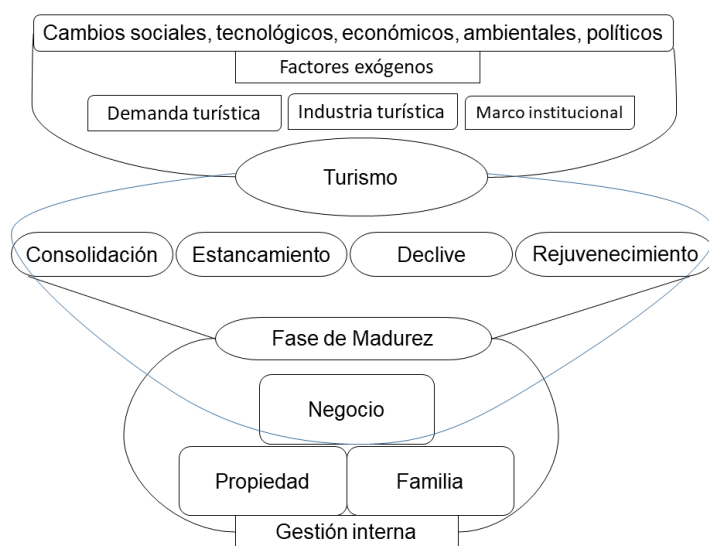 Cambios sociales, tecnológicos, económicos, ambientales, políticos
Factores exógenos
Demanda turística
Industria turística
Marco institucional
Turismo
Consolidación
Estancamiento
Declive
Rejuvenecimiento
Fase de Madurez
Negocio
Propiedad
Familia
Gestión interna